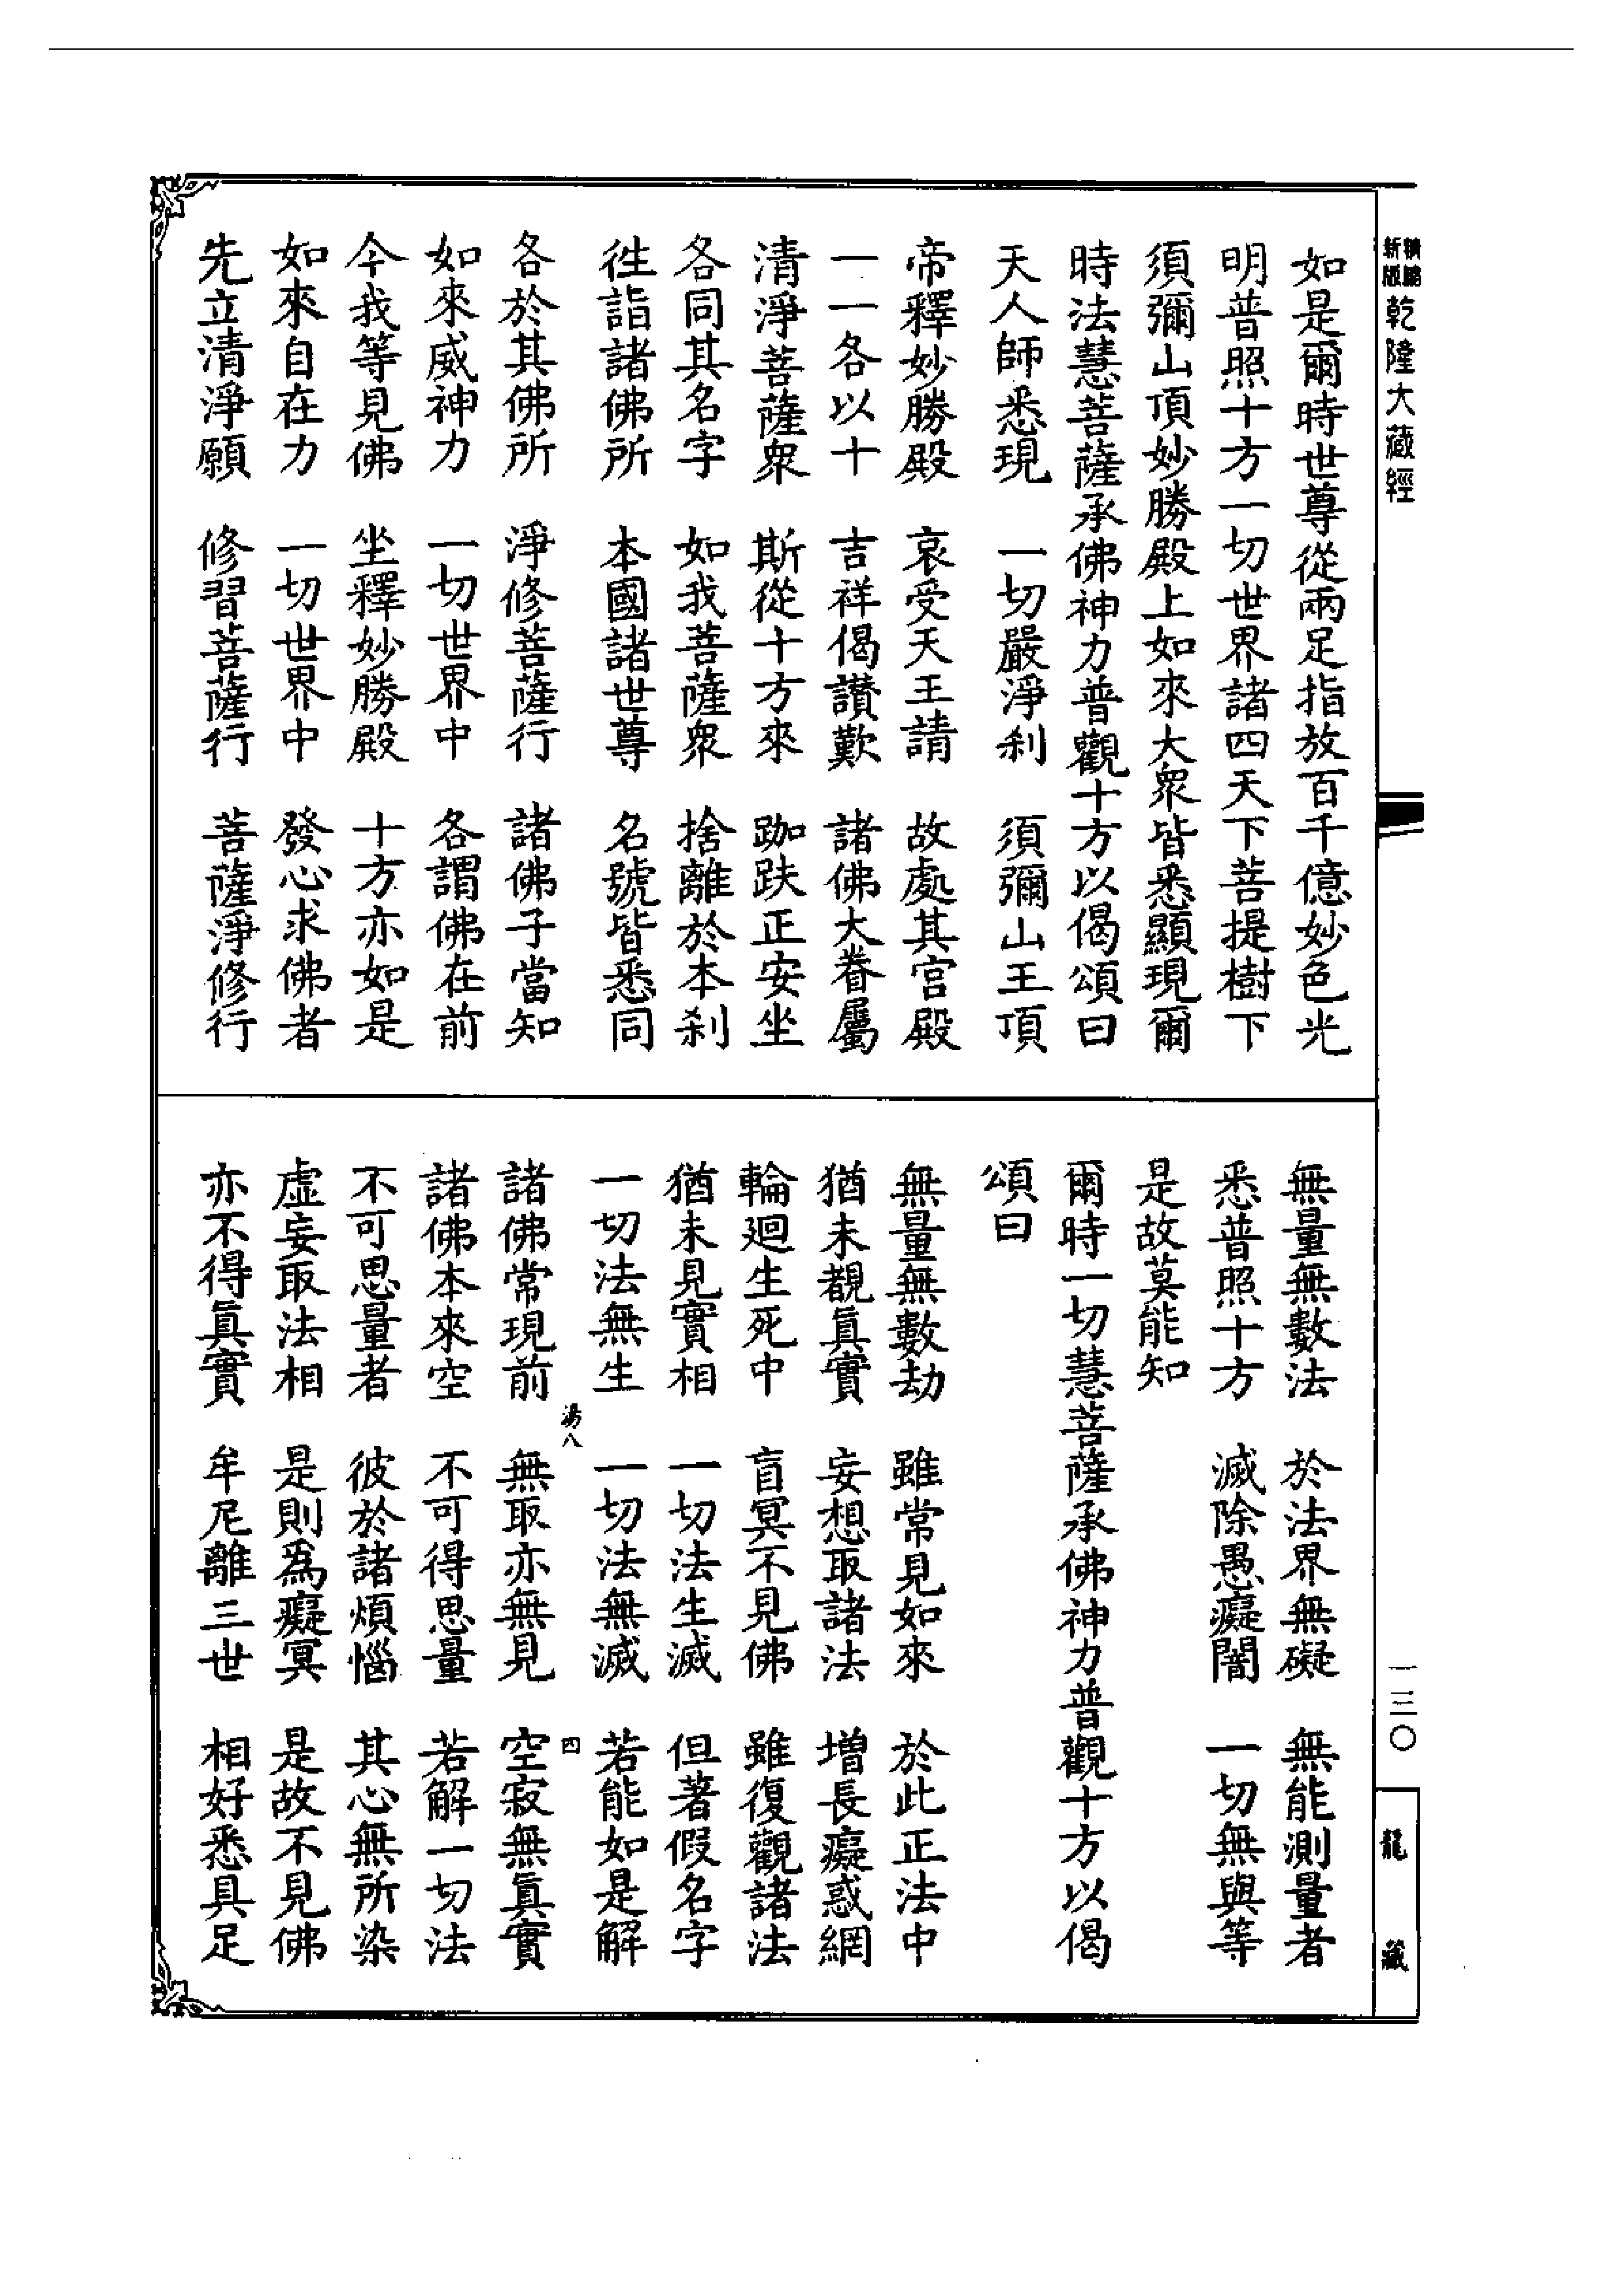 新版
乾隆大藏經
如是爾時世尊從兩足指放百千億妙色光
明普照十方一切世界諸四天下菩提樹下
須彌山頂妙勝殿上如來大眾皆悉顯現爾
時法慧菩薩承佛神力普觀十方以偈頌曰
天人師悉現　一切嚴淨刹　須彌山王頂
帝釋妙勝殿　哀受天王請　故處其宮殿
一一各以十　吉祥偈讃歎　諸佛大眷屬
清淨菩薩眾　斯從十方來　跏趺正安坐
各同其名字　如我菩薩眾　捨離於本刹
徃詣諸佛所　本國諸世尊　名號皆悉同
各於其佛所　淨修菩薩行　諸佛子當知
如來威神力　一切世界中　各謂佛在前
今我等見佛　坐釋妙勝殿　十方亦如是
如來自在力　一切世界中　發心求佛者
先立清淨願　修習菩薩行　菩薩淨修行
無量無數法　於法界無礙　無能測量者
悉普照十方　滅除愚癡闇　一切無與等
是故莫能知
爾時一切慧菩薩承佛神力普觀十方以偈
頌曰
無量無數劫　雖常見如來　於此正法中
猶未覩眞實　妄想取諸法　增長癡惑網
輪迴生死中　盲冥不見佛　雖復觀諸法
猶未見實相　一切法生滅　但著假名字
一切法無生　一切法無滅　若能如是解
湯八　四
諸佛常現前　無取亦無見　空寂無眞實
諸佛本來空　不可得思量　若解一切法
不可思量者　彼於諸煩惱　其心無所染
虛妄取法相　是則爲癡冥　是故不見佛
亦不得眞實　牟尼離三世　相好悉具足
一三〇
龍藏